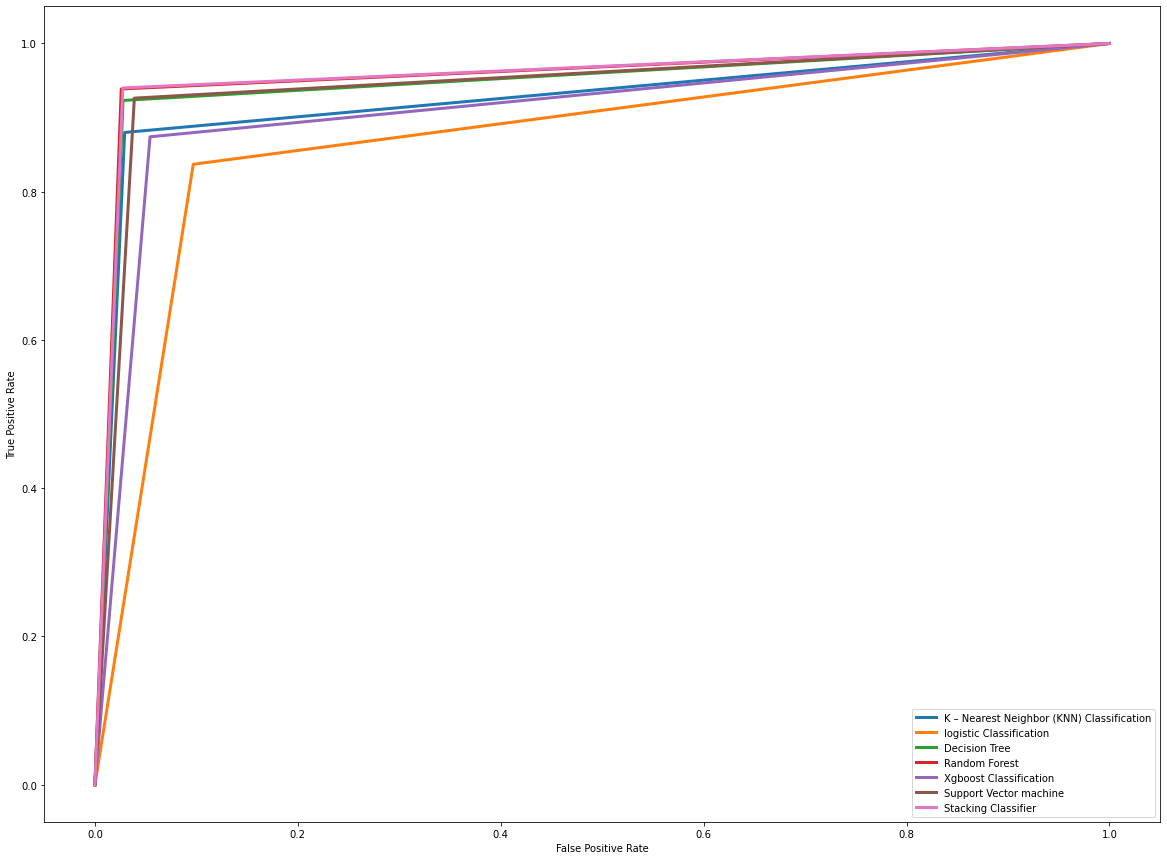 1.0
0.8
0.6
0.4
0.2
0.0
True Positive Rate
0.0 0.2 0.4 0.6 0.8 1.0
False Positive Rate
K – Nearest Neighbor (KNN) Classification
logistic Classification
Decision Tree
Random Forest
Xgboost Classification
Support Vector machine
Stacking Classifier